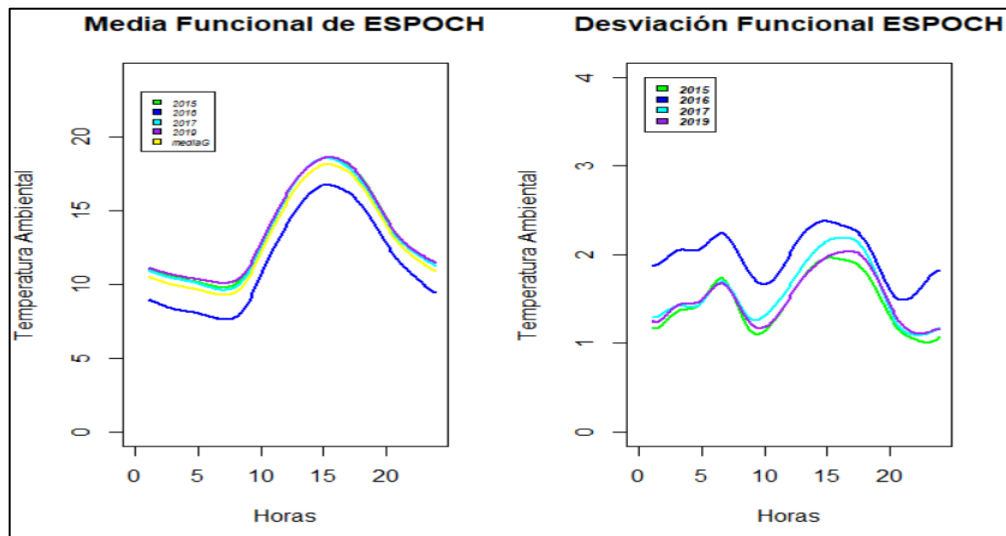 Media Funcional de ESPOCH
2015
2016
2017
2019
mediaG
Temperatura Ambiental
0
5
10
15
20
0 5 10 15 20
Horas
Desviación Funcional ESPOCH
2015
2016
2017
2019
Temperatura Ambiental
0
1
2
3
4
0 5 10 15 20
Horas